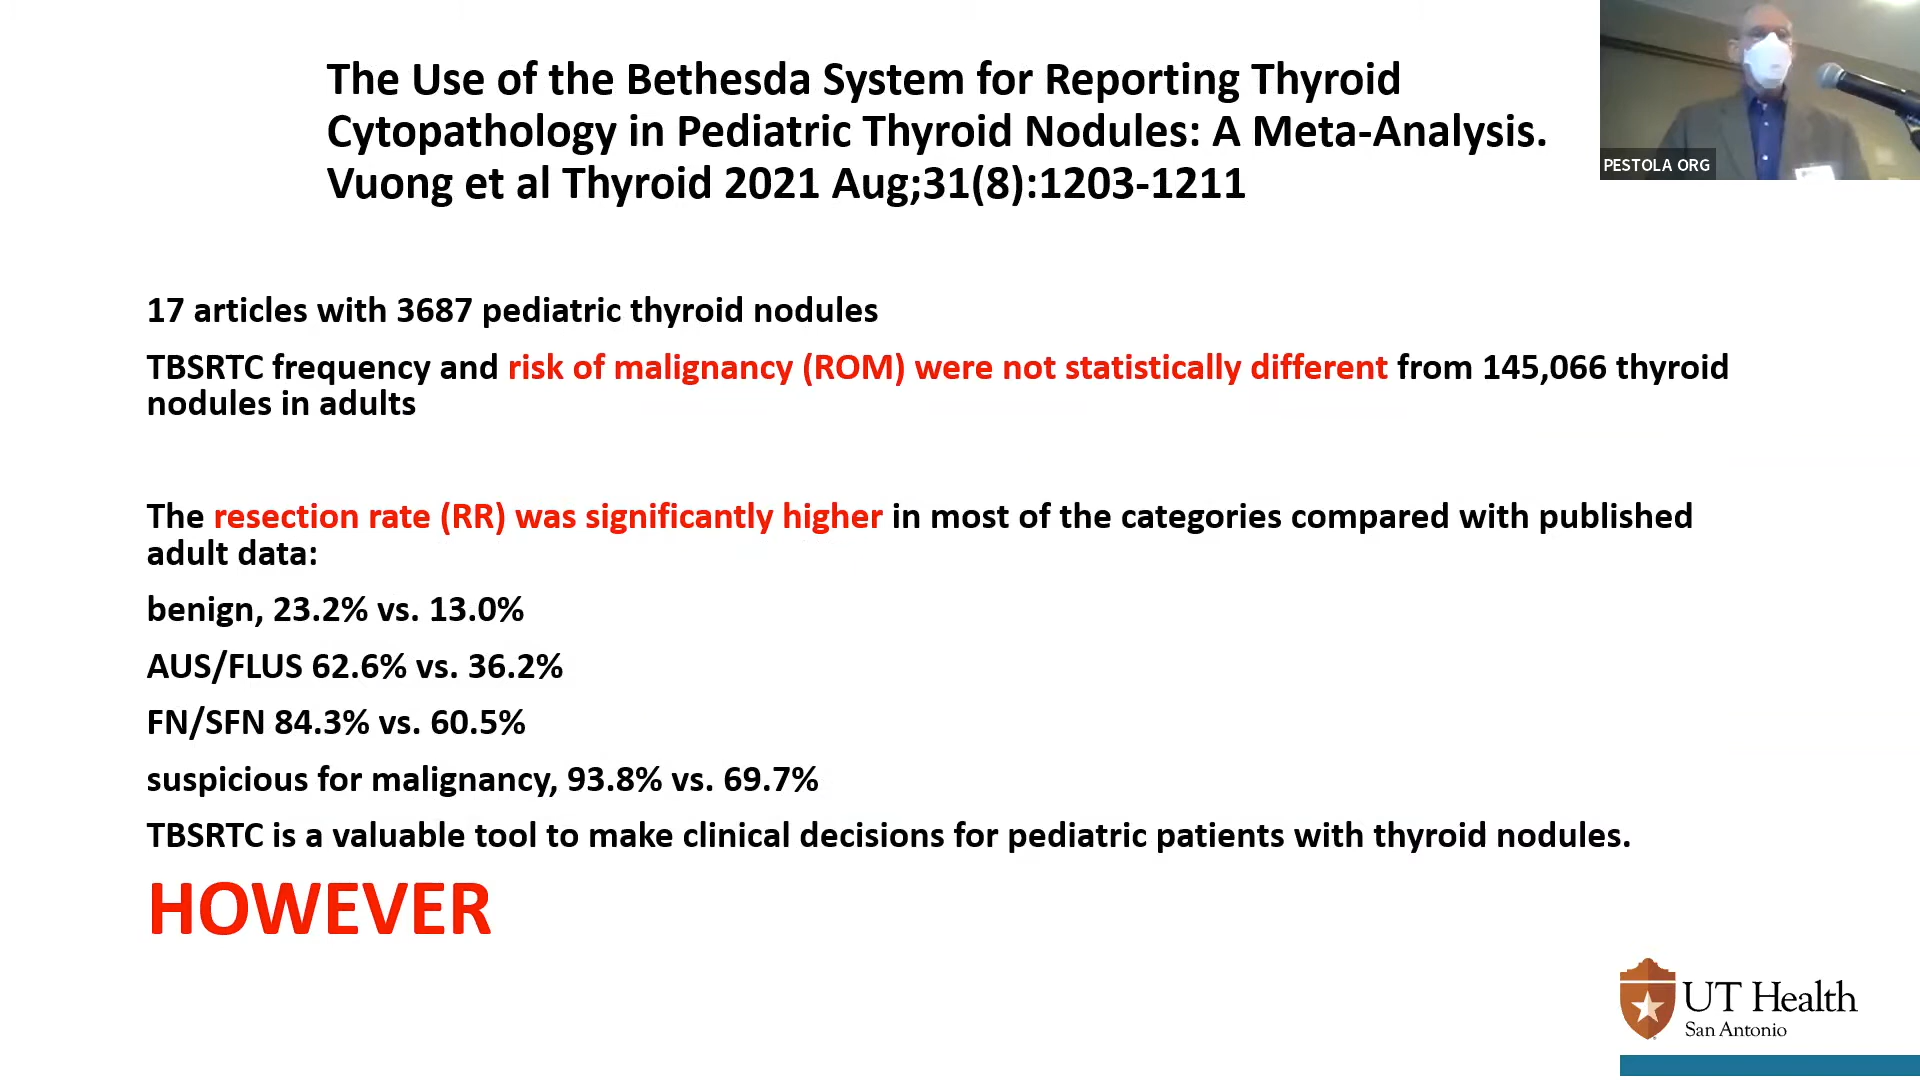 The Use of the Bethesda System for Reporting Thyroid
Cytopathology in Pediatric Thyroid Nodules: A Meta-Analysis.
Vuong et al Thyroid 2021 Aug;31(8):1203-1211
PESTOLA ORG
17 articles with 3687 pediatric thyroid nodules
TBSRTC frequency and risk of malignancy (ROM) were not statistically different from 145,066 thyroid
nodules in adults
The resection rate (RR) was significantly higher in most of the categories compared with published
adult data:
benign, 23.2% vs. 13.0%
AUS/FLUS 62.6% vs. 36.2%
FN/SFN 84.3% vs. 60.5%
suspicious for malignancy, 93.8% vs. 69.7%
TBSRTC is a valuable tool to make clinical decisions for pediatric patients with thyroid nodules.
HOWEVER
UT Health
San Antonio